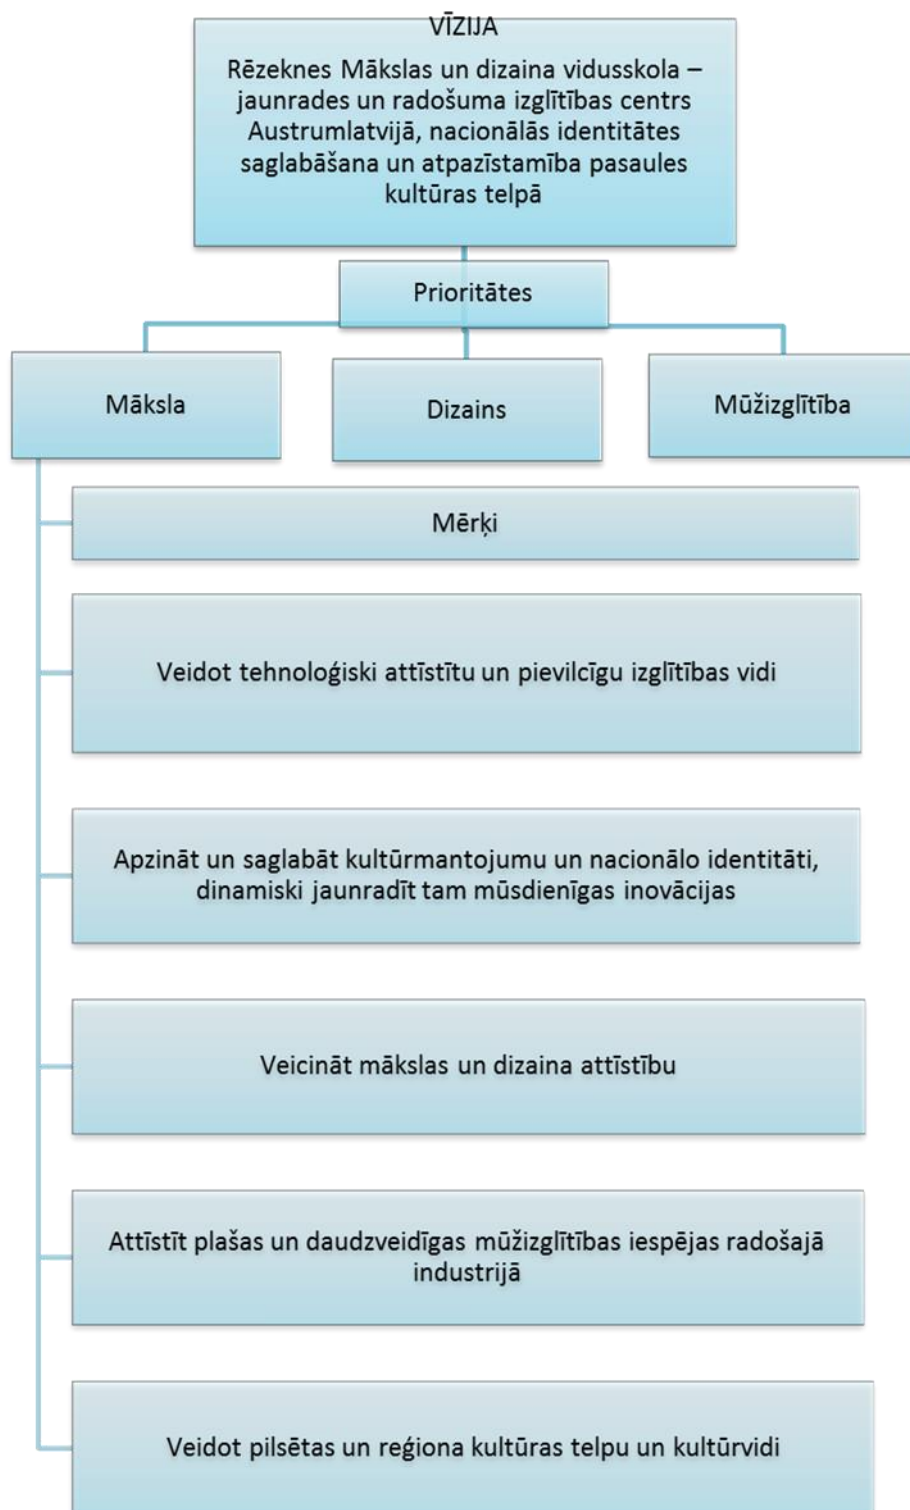 VĪZIJA
Rēzeknes Mākslas un dizaina vidusskola –
jaunrades un radošuma izglītības centrs
Austrumlatvijā, nacionālās identitātes
saglabāšana un atpazīstamība pasaules
kultūras telpā
Prioritātes
Māksla
Dizains
Mūžizglītība
Mērķi
Veidot tehnoloģiski attīstītu un pievilcīgu izglītības vidi
Apzināt un saglabāt kultūrmantojumu un nacionālo identitāti,
dinamiski jaunradīt tam mūsdienīgas inovācijas
Veicināt mākslas un dizaina attīstību
Attīstīt plašas un daudzveidīgas mūžizglītības iespējas radošajā
industrijā
Veidot pilsētas un reģiona kultūras telpu un kultūrvidi